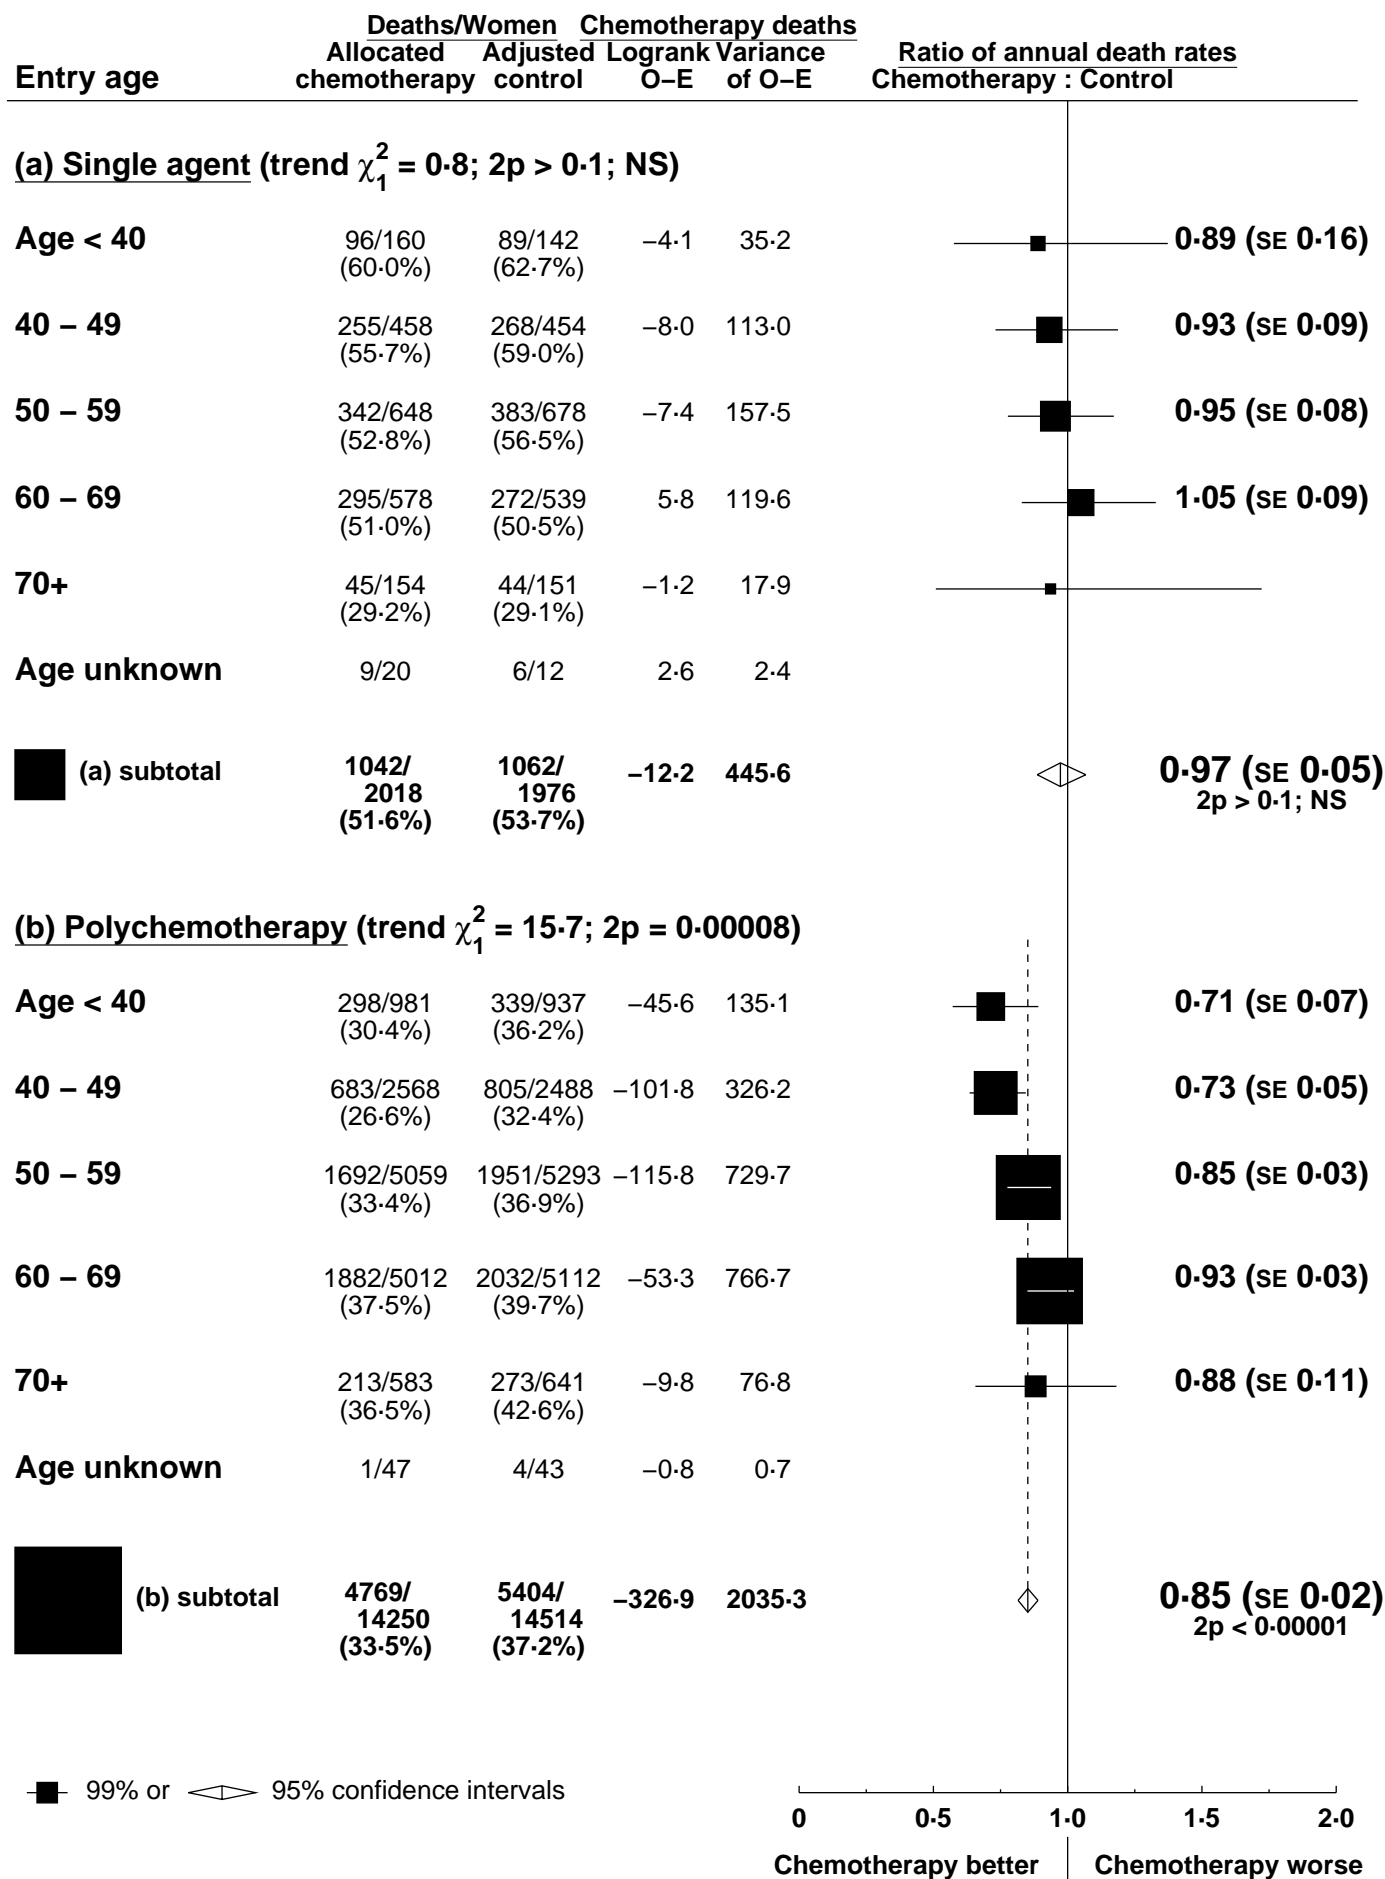 Deaths/Women Chemotherapy deaths
Allocated Adjusted Logrank Variance Ratio of annual death rates
Entry age chemotherapy control O–E of O–E Chemotherapy : Control
(a) Single agent (trend χ²₁ = 0·8; 2p > 0·1; NS)
Age < 40 96/160 89/142 –4·1 35·2 0·89 (SE 0·16)
(60·0%) (62·7%)
40 – 49 255/458 268/454 –8·0 113·0 0·93 (SE 0·09)
(55·7%) (59·0%)
50 – 59 342/648 383/678 –7·4 157·5 0·95 (SE 0·08)
(52·8%) (56·5%)
60 – 69 295/578 272/539 5·8 119·6 1·05 (SE 0·09)
(51·0%) (50·5%)
70+ 45/154 44/151 –1·2 17·9
(29·2%) (29·1%)
Age unknown 9/20 6/12 2·6 2·4
(a) subtotal 1042/ 1062/ –12·2 445·6 0·97 (SE 0·05)
2018 1976 2p > 0·1; NS
(51·6%) (53·7%)
(b) Polychemotherapy (trend χ²₁ = 15·7; 2p = 0·00008)
Age < 40 298/981 339/937 –45·6 135·1 0·71 (SE 0·07)
(30·4%) (36·2%)
40 – 49 683/2568 805/2488 –101·8 326·2 0·73 (SE 0·05)
(26·6%) (32·4%)
50 – 59 1692/5059 1951/5293 –115·8 729·7 0·85 (SE 0·03)
(33·4%) (36·9%)
60 – 69 1882/5012 2032/5112 –53·3 766·7 0·93 (SE 0·03)
(37·5%) (39·7%)
70+ 213/583 273/641 –9·8 76·8 0·88 (SE 0·11)
(36·5%) (42·6%)
Age unknown 1/47 4/43 –0·8 0·7
(b) subtotal 4769/ 5404/ –326·9 2035·3 0·85 (SE 0·02)
14250 14514 2p < 0·00001
(33·5%) (37·2%)
99% or 95% confidence intervals
0 0·5 1·0 1·5 2·0
Chemotherapy better Chemotherapy worse